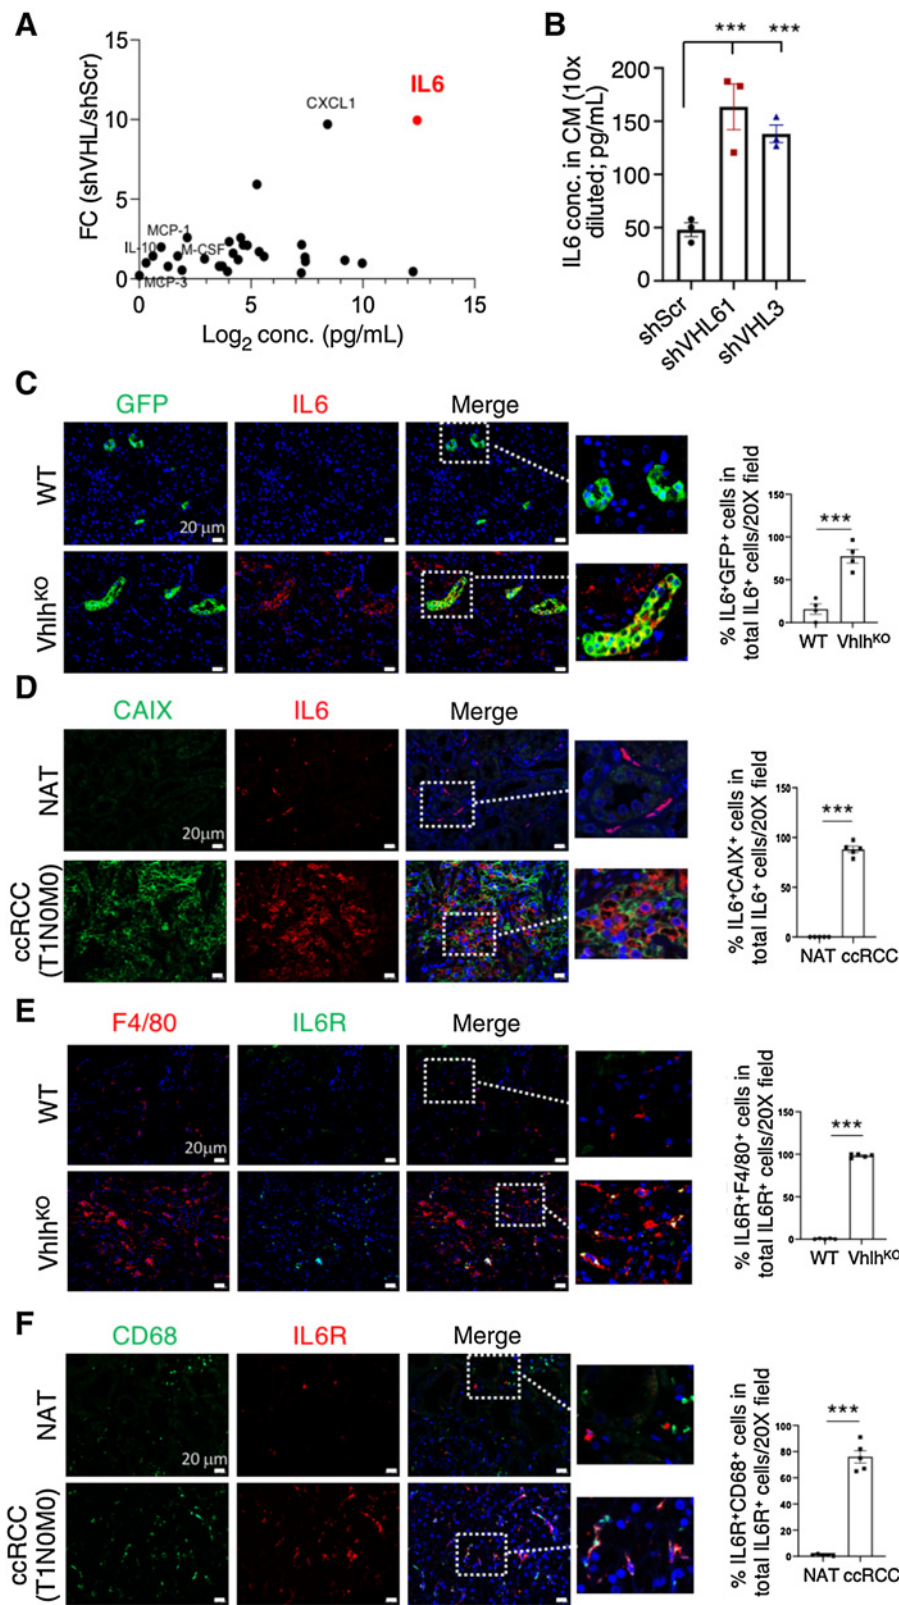 A
FC (shVHL/shScr)
15
10
5
0
IL6
CXCL1
MCP-1
IL-10
M-CSF
MCP-3
0
5
10
15
Log2 conc. (pg/mL)
B
IL6 conc. in CM (10x
diluted; pg/mL)
*** ***
200
150
100
50
0
shScr
shVHL61
shVHL3
C
GFP
IL6
Merge
WT
20 μm
VhlhKO
% IL6+GFP+ cells in
total IL6+ cells/20X field
150
100
50
0
***
WT VhlhKO
D
CAIX
IL6
Merge
NAT
20μm
ccRCC
(T1N0M0)
% IL6+CAIX+ cells in
total IL6+ cells/20X field
150
100
50
0
***
NAT ccRCC
E
F4/80
IL6R
Merge
WT
20μm
VhlhKO
% IL6R+F4/80+ cells in
total IL6R+ cells/20X field
150
100
50
0
***
WT VhlhKO
F
CD68
IL6R
Merge
NAT
20 μm
ccRCC
(T1N0M0)
% IL6R+CD68+ cells in
total IL6R+ cells/20X field
100
80
60
40
20
0
***
NAT ccRCC